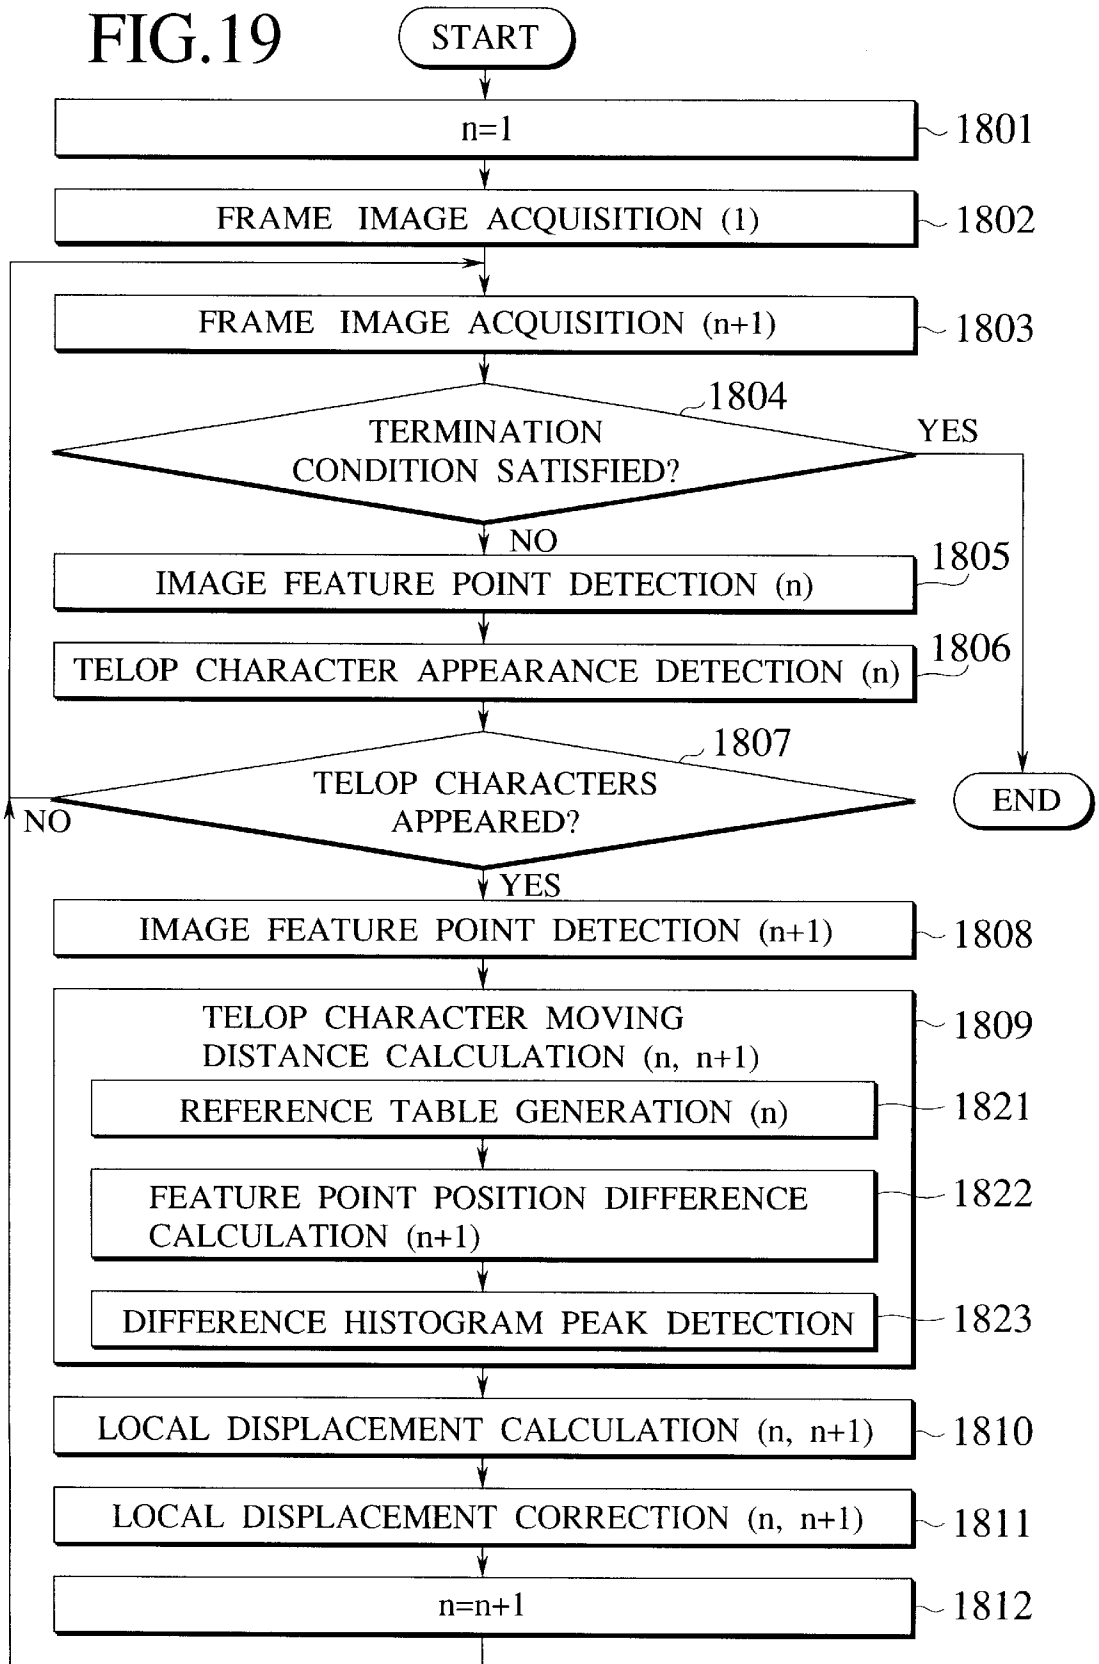 FIG.19
START
n=1
1801
FRAME IMAGE ACQUISITION (1)
1802
FRAME IMAGE ACQUISITION (n+1)
1803
1804
TERMINATION
CONDITION SATISFIED?
YES
NO
1805
IMAGE FEATURE POINT DETECTION (n)
1806
TELOP CHARACTER APPEARANCE DETECTION (n)
1807
TELOP CHARACTERS
APPEARED?
NO
END
YES
IMAGE FEATURE POINT DETECTION (n+1)
1808
TELOP CHARACTER MOVING
DISTANCE CALCULATION (n, n+1)
1809
REFERENCE TABLE GENERATION (n)
1821
FEATURE POINT POSITION DIFFERENCE
CALCULATION (n+1)
1822
DIFFERENCE HISTOGRAM PEAK DETECTION
1823
LOCAL DISPLACEMENT CALCULATION (n, n+1)
1810
LOCAL DISPLACEMENT CORRECTION (n, n+1)
1811
n=n+1
1812